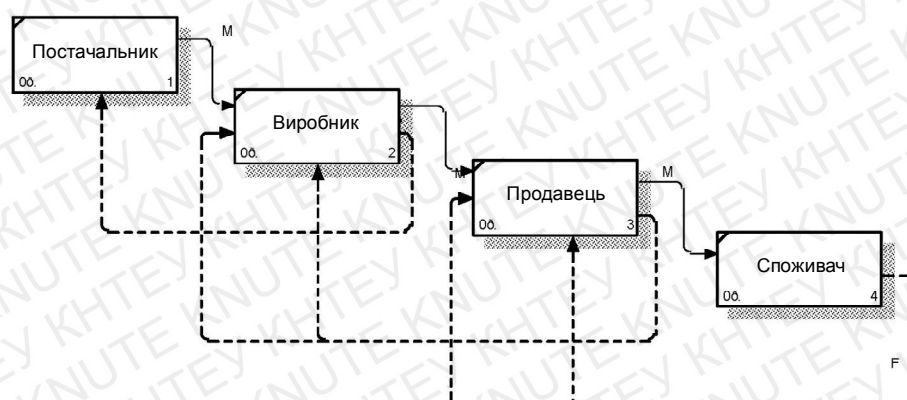 M
Постачальник
0б. 1
Виробник
0б. 2
M
M
Продавець
0б. 3
Споживач
0б. 4
F